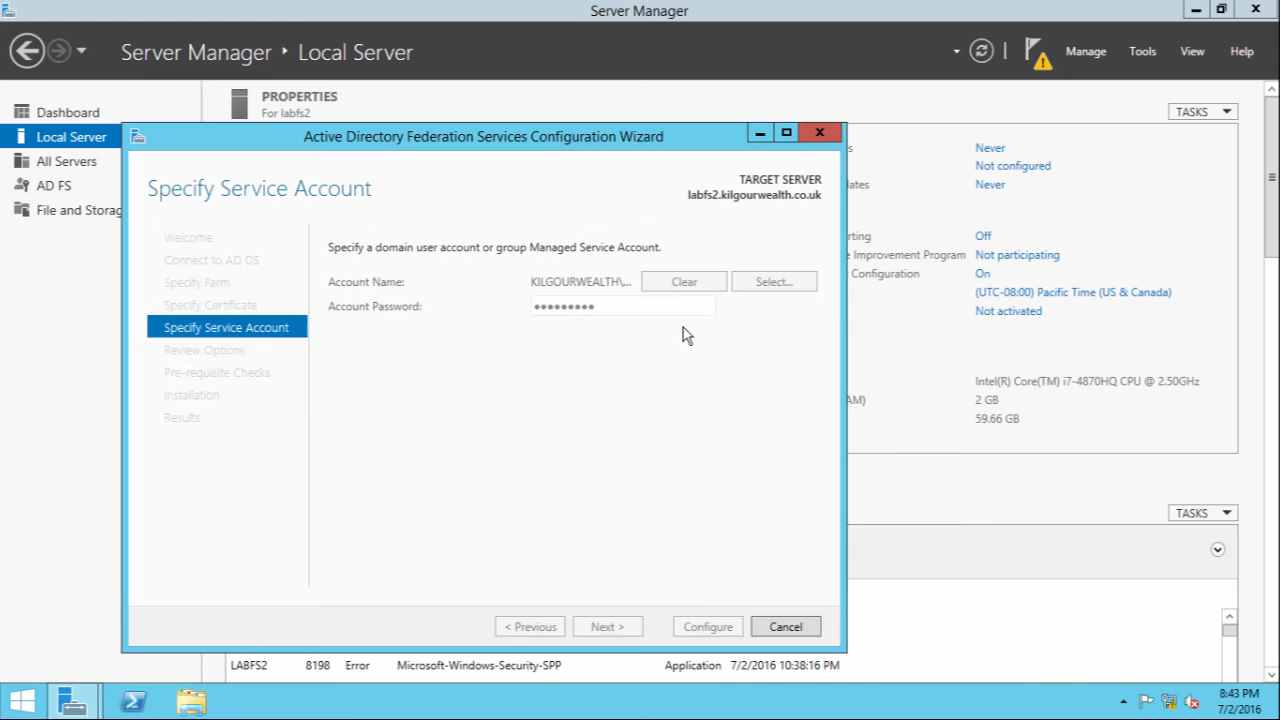 Server Manager
Server Manager
Local Server
Manage
Tools
View
Help
Dashboard
Local Server
All Servers
AD FS
File and Storag
PROPERTIES
For labfs2
TASKS
Active Directory Federation Services Configuration Wizard
Specify Service Account
TARGET SERVER
labfs2.kilgourwealth.co.uk
Welcome
Connect to AD DS
Specify Farm
Specify Certificate
Specify Service Account
Review Options
Pre-requisite Checks
Installation
Results
Specify a domain user account or group Managed Service Account.
Account Name:
KILGOURWEALTH\...
Clear
Select...
Account Password:
•••••••••
< Previous
Next >
Configure
Cancel
s
Never
Not configured
lates
Never
rting
Off
e Improvement Program
Not participating
y Configuration
On
(UTC-08:00) Pacific Time (US & Canada)
Not activated
Intel(R) Core(TM) i7-4870HQ CPU @ 2.50GHz
AM)
2 GB
59.66 GB
TASKS
LABFS2
8198
Error
Microsoft-Windows-Security-SPP
Application
7/2/2016 10:38:16 PM
8:43 PM
7/2/2016